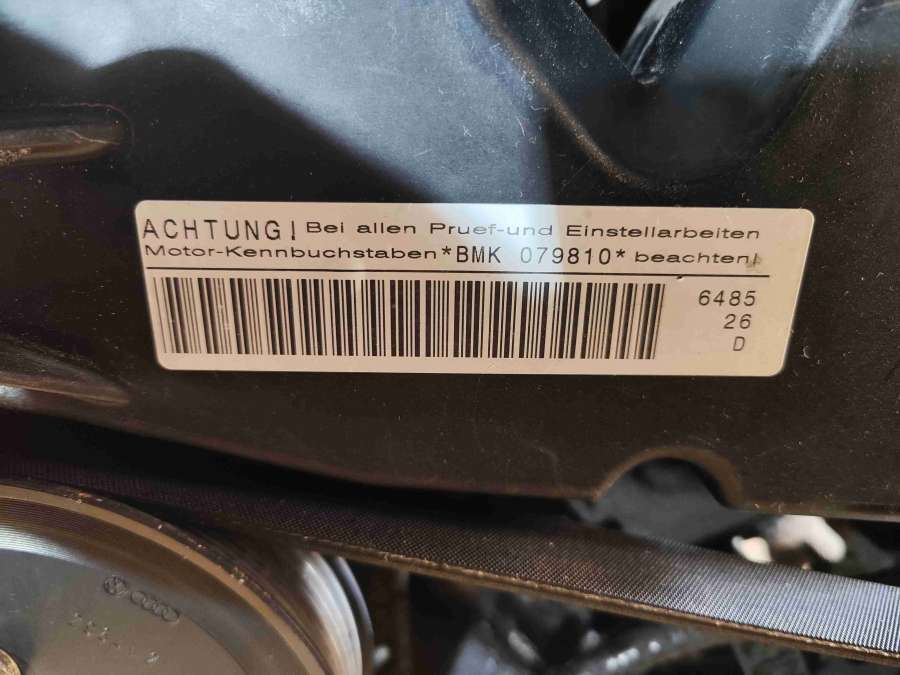 ACHTUNG! Bei allen Pruef-und Einstellarbeiten
Motor-Kennbuchstaben *BMK 079810* beachten!
6485
26
D